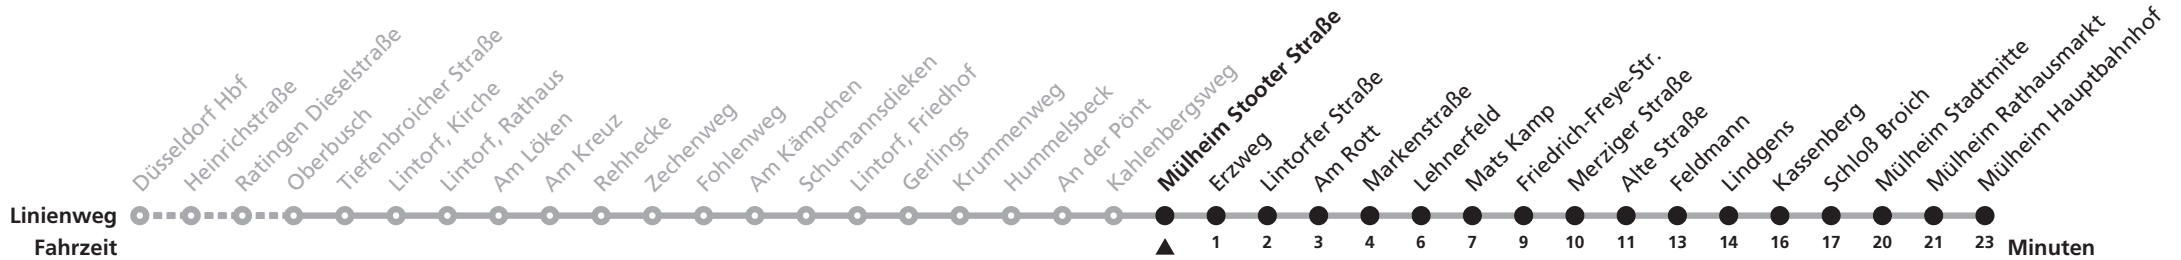 Düsseldorf Hbf
Heinrichstraße
Ratingen Dieselstraße
Oberbusch
Tiefenbroicher Straße
Lintorf, Kirche
Lintorf, Rathaus
Am Löken
Am Kreuz
Rehhecke
Zechenweg
Fohlenweg
Am Kämpchen
Schumannsdieken
Lintorf, Friedhof
Gerlings
Krummenweg
Hummelsbeck
An der Pönt
Kahlenbergsweg
Mülheim Stooter Straße
Erzweg
Lintorfer Straße
Am Rott
Markenstraße
Lehnerfeld
Mats Kamp
Friedrich-Freye-Str.
Merziger Straße
Alte Straße
Feldmann
Lindgens
Kassenberg
Schloß Broich
Mülheim Stadtmitte
Mülheim Rathausmarkt
Mülheim Hauptbahnhof
Linienweg
Fahrzeit 1 2 3 4 6 7 9 10 11 13 14 16 17 20 21 23 Minuten